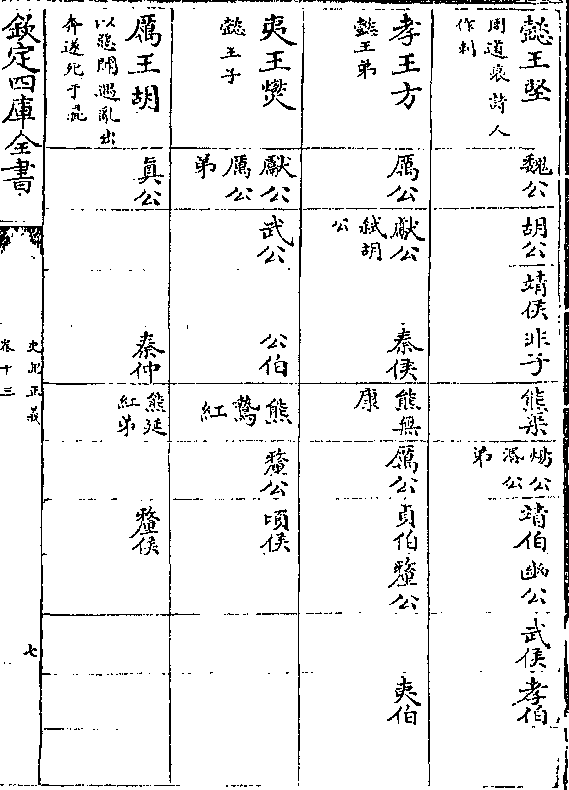 懿王堅
周道衰詩人
作刺
魏公
胡公
靖侯
非子
熊渠
煬公
湣公
弟
靖伯
幽公
武侯
孝伯
孝王方
懿王弟
厲公
獻公
弒胡
公
秦侯
熊無
康
厲公
貞伯
釐公
夷伯
夷王燮
懿王子
獻公
厲公
弟
武公
公伯
熊鷙紅
釐公
頃侯
厲王胡
以惡聞遇亂出
奔遂死于彘
真公
秦仲
熊延
紅弟
釐侯
欽定四庫全書
史記正義
卷十三
七